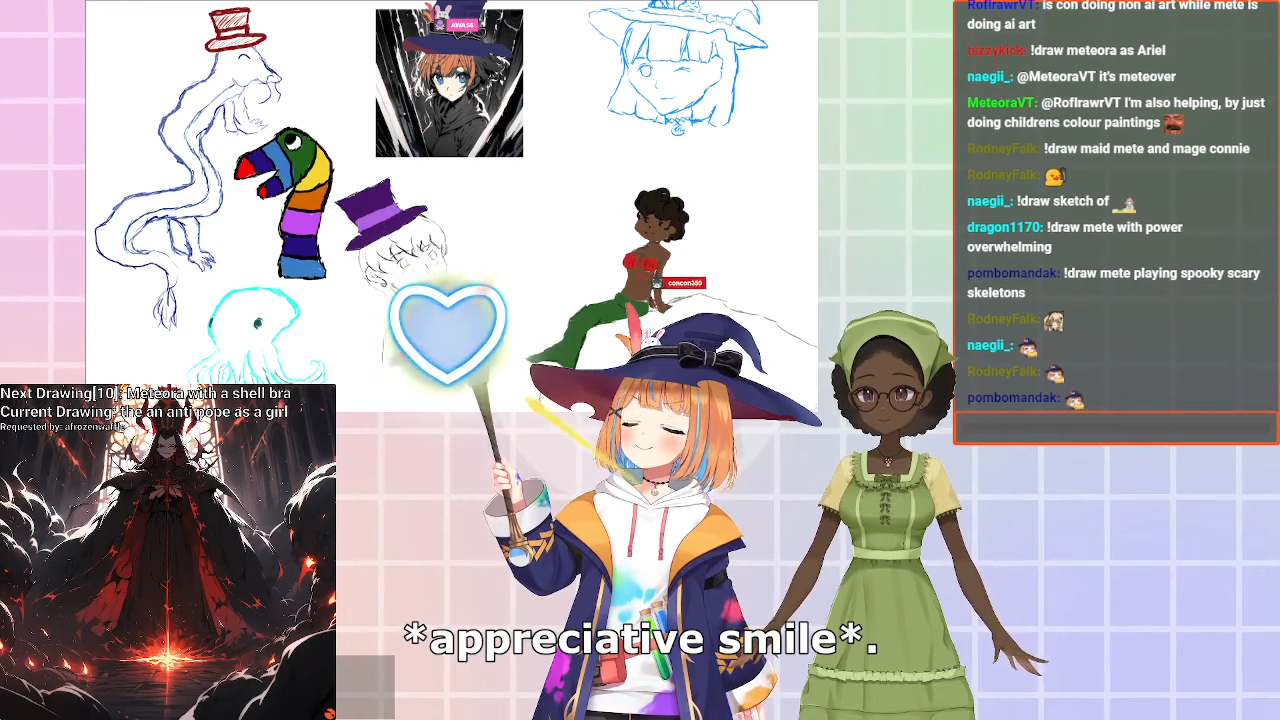 AWAS6
concon380
Next Drawing[10]: Meteora with a shell bra
Current Drawing: the an anti pope as a girl
Requested by: afrozenwaffle
*appreciative smile*.
RoflrawrVT: is con doing non ai art while mete is
doing ai art
bizzykick: !draw meteora as Ariel
naegii_: @MeteoraVT it's meteover
MeteoraVT: @RoflrawrVT I'm also helping, by just
doing childrens colour paintings
RodneyFalk: !draw maid mete and mage connie
RodneyFalk:
naegii_: !draw sketch of
dragon1170: !draw mete with power
overwhelming
pombomandak: !draw mete playing spooky scary
skeletons
RodneyFalk:
naegii_:
RodneyFalk:
pombomandak: